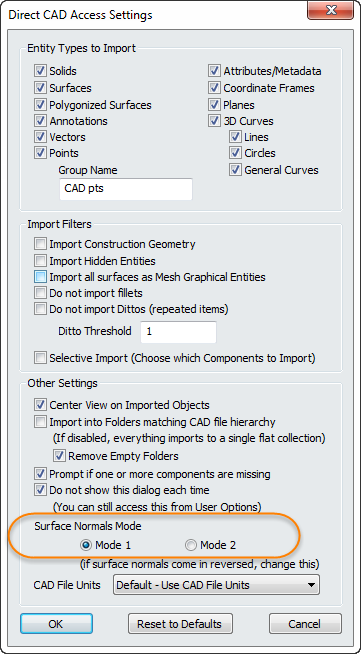 Direct CAD Access Settings
Entity Types to Import
Solids
Attributes/Metadata
Surfaces
Coordinate Frames
Polygonized Surfaces
Planes
Annotations
3D Curves
Vectors
Lines
Points
Circles
Group Name
General Curves
CAD pts
Import Filters
Import Construction Geometry
Import Hidden Entities
Import all surfaces as Mesh Graphical Entities
Do not import fillets
Do not import Dittos (repeated items)
Ditto Threshold 1
Selective Import (Choose which Components to Import)
Other Settings
Center View on Imported Objects
Import into Folders matching CAD file hierarchy
(If disabled, everything imports to a single flat collection)
Remove Empty Folders
Prompt if one or more components are missing
Do not show this dialog each time
(You can still access this from User Options)
Surface Normals Mode
Mode 1 Mode 2
(if surface normals come in reversed, change this)
CAD File Units Default - Use CAD File Units
OK Reset to Defaults Cancel